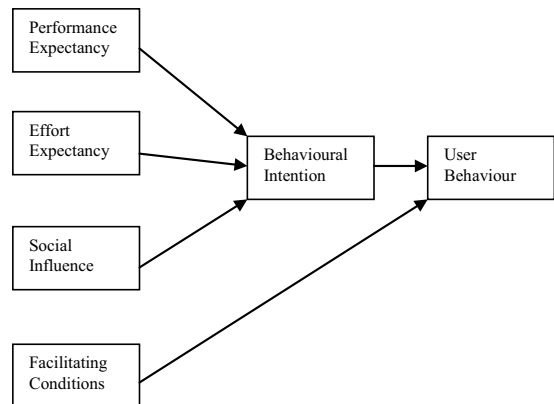 Performance
Expectancy
Effort
Expectancy
Behavioural
Intention
User
Behaviour
Social
Influence
Facilitating
Conditions